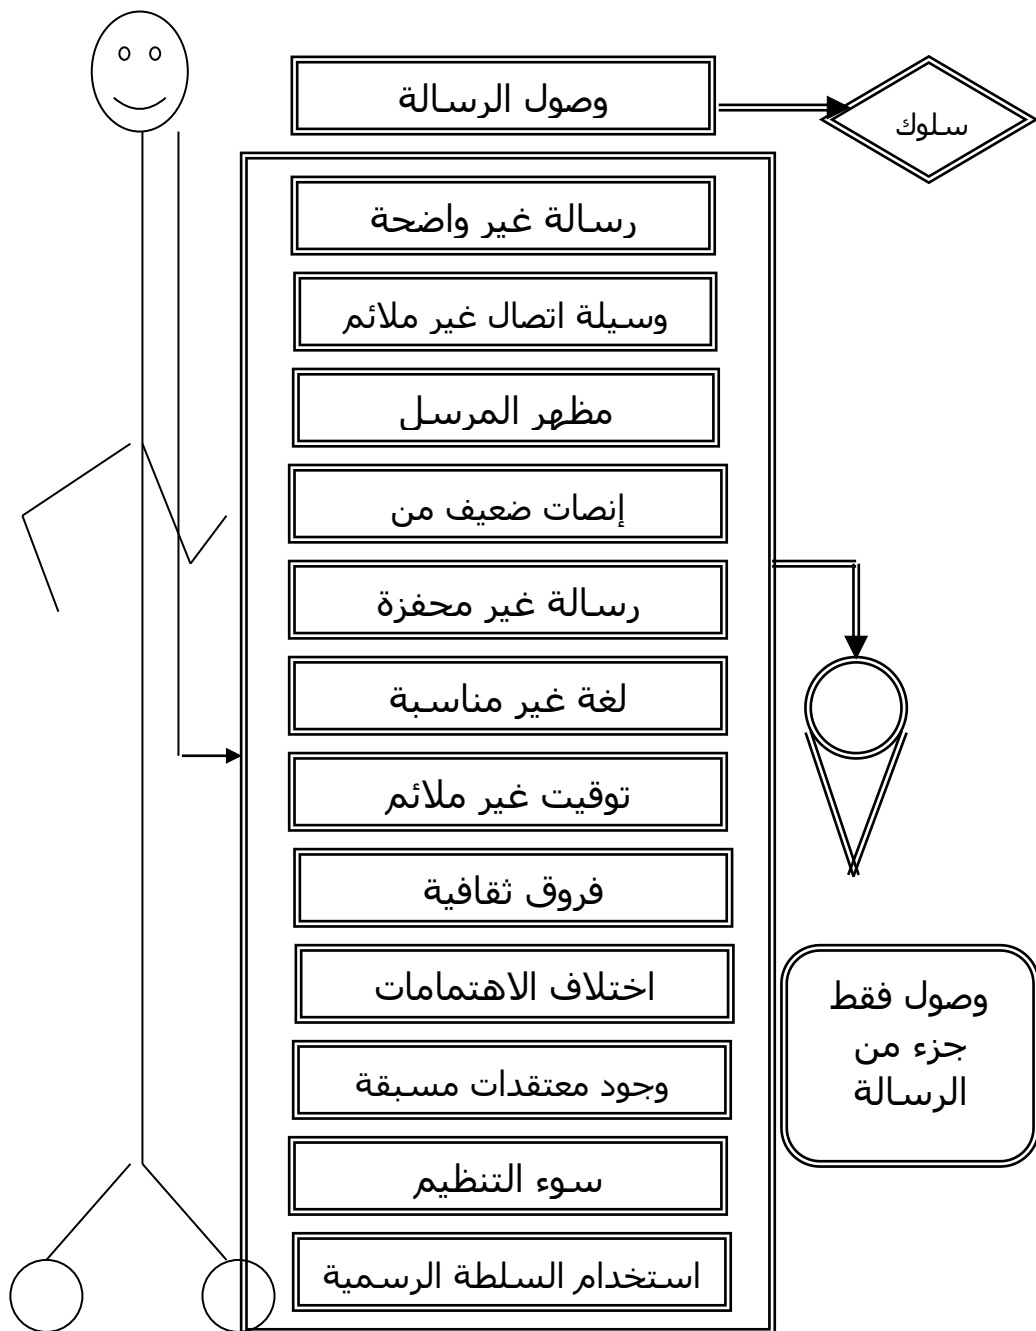 وصول الرسالة
سلوك
رسالة غير واضحة
وسيلة اتصال غير ملائم
مظهر المرسل
إنصات ضعيف من
رسالة غير محفزة
لغة غير مناسبة
توقيت غير ملائم
فروق ثقافية
اختلاف الاهتمامات
وجود معتقدات مسبقة
سوء التنظيم
استخدام السلطة الرسمية
وصول فقط
جزء من
الرسالة